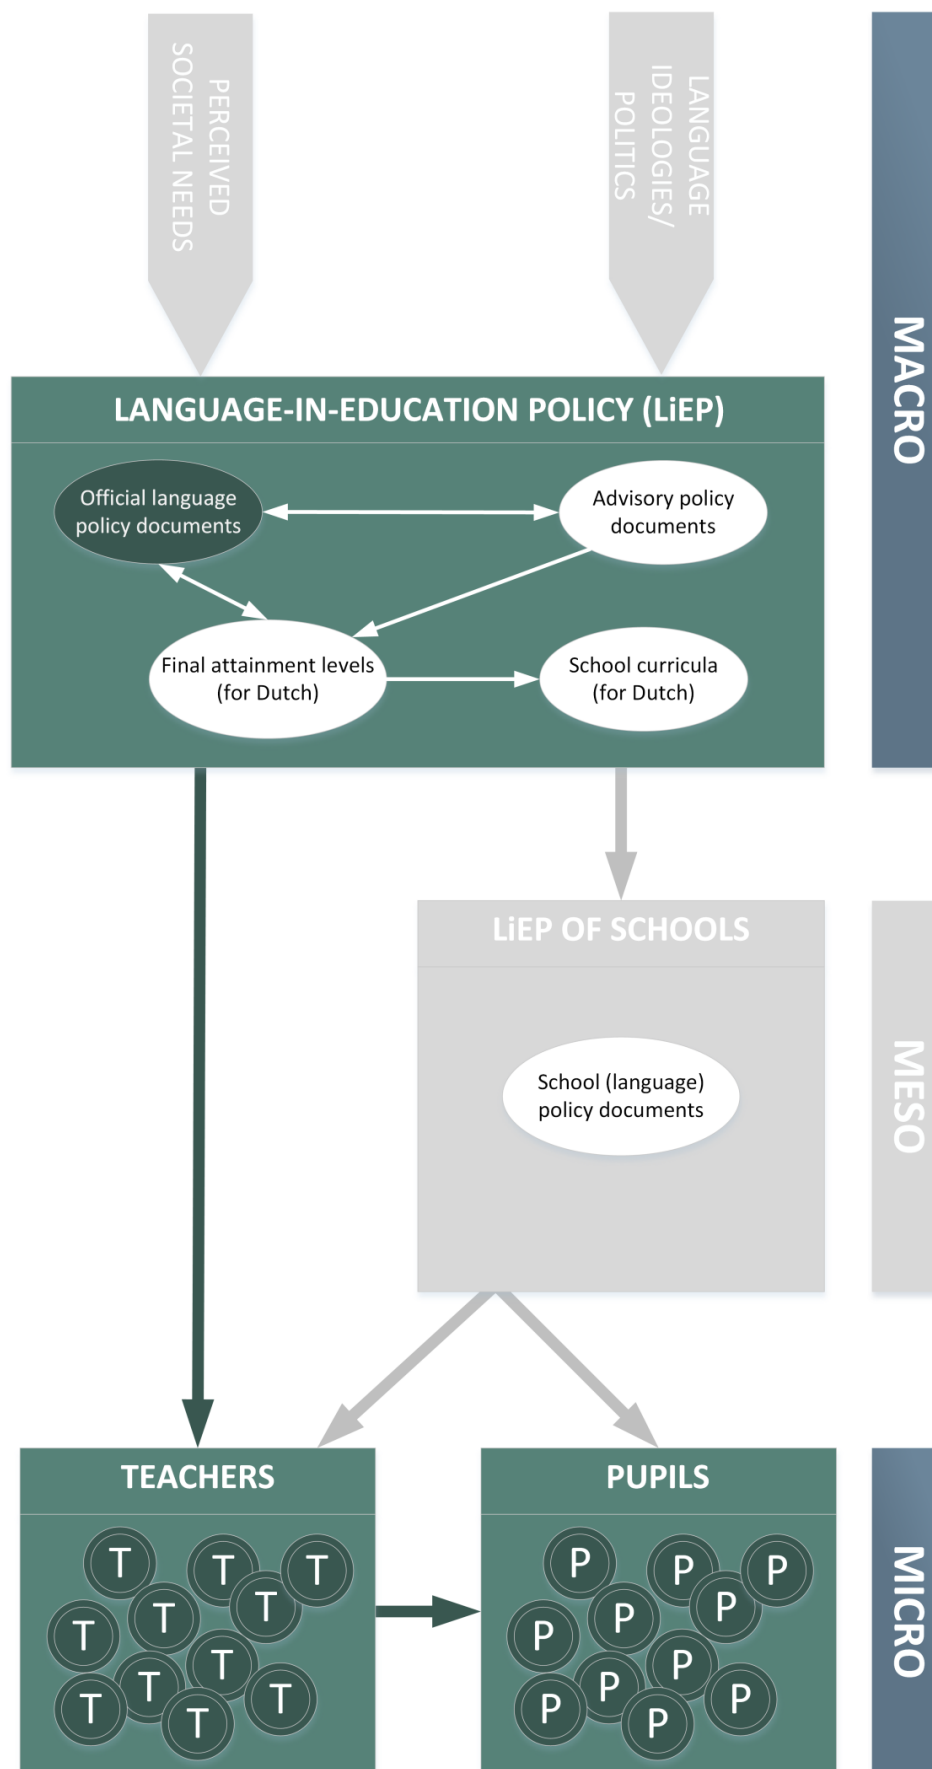 PERCEIVED
SOCIETAL NEEDS
LANGUAGE
IDEOLOGIES/
POLITICS
MACRO
LANGUAGE-IN-EDUCATION POLICY (LiEP)
Official language
policy documents
Advisory policy
documents
Final attainment levels
(for Dutch)
School curricula
(for Dutch)
LiEP OF SCHOOLS
School (language)
policy documents
MESO
TEACHERS
T
T
T
T
T
T
T
T
T
T
T
PUPILS
P
P
P
P
P
P
P
P
P
P
P
MICRO